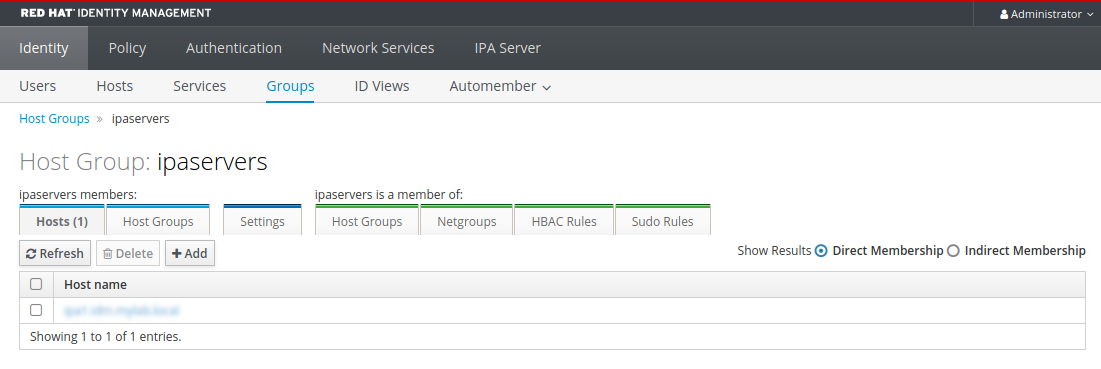 RED HAT IDENTITY MANAGEMENT Administrator
Identity Policy Authentication Network Services IPA Server
Users Hosts Services Groups ID Views Automember
Host Groups » ipaservers
Host Group: ipaservers
ipaservers members: ipaservers is a member of:
Hosts (1) Host Groups Settings Host Groups Netgroups HBAC Rules Sudo Rules
Refresh Delete + Add Show Results Direct Membership Indirect Membership
Host name
Showing 1 to 1 of 1 entries.